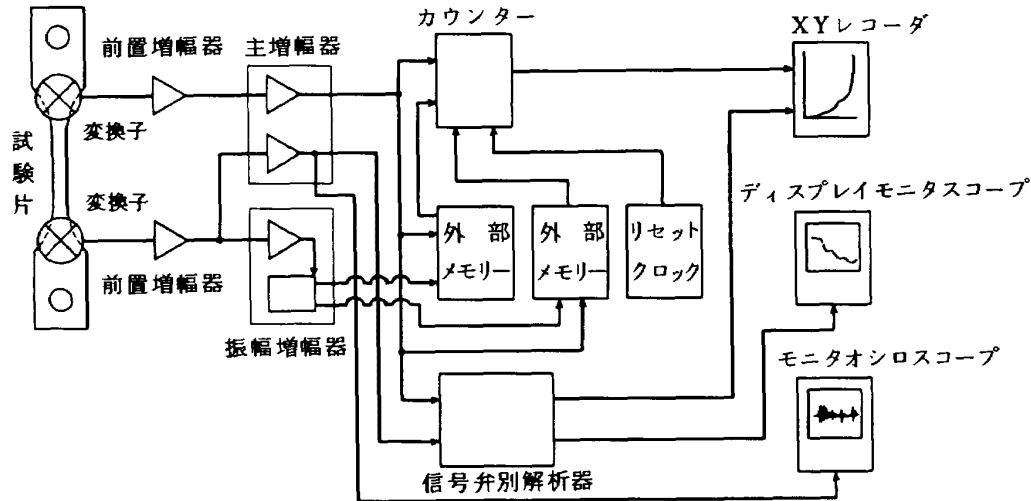 カウンター
XYレコーダ
前置増幅器
主増幅器
変換子
試験片
変換子
前置増幅器
振幅増幅器
外部
メモリー
外部
メモリー
リセット
クロック
ディスプレイモニタスコープ
モニタオシロスコープ
信号弁別解析器